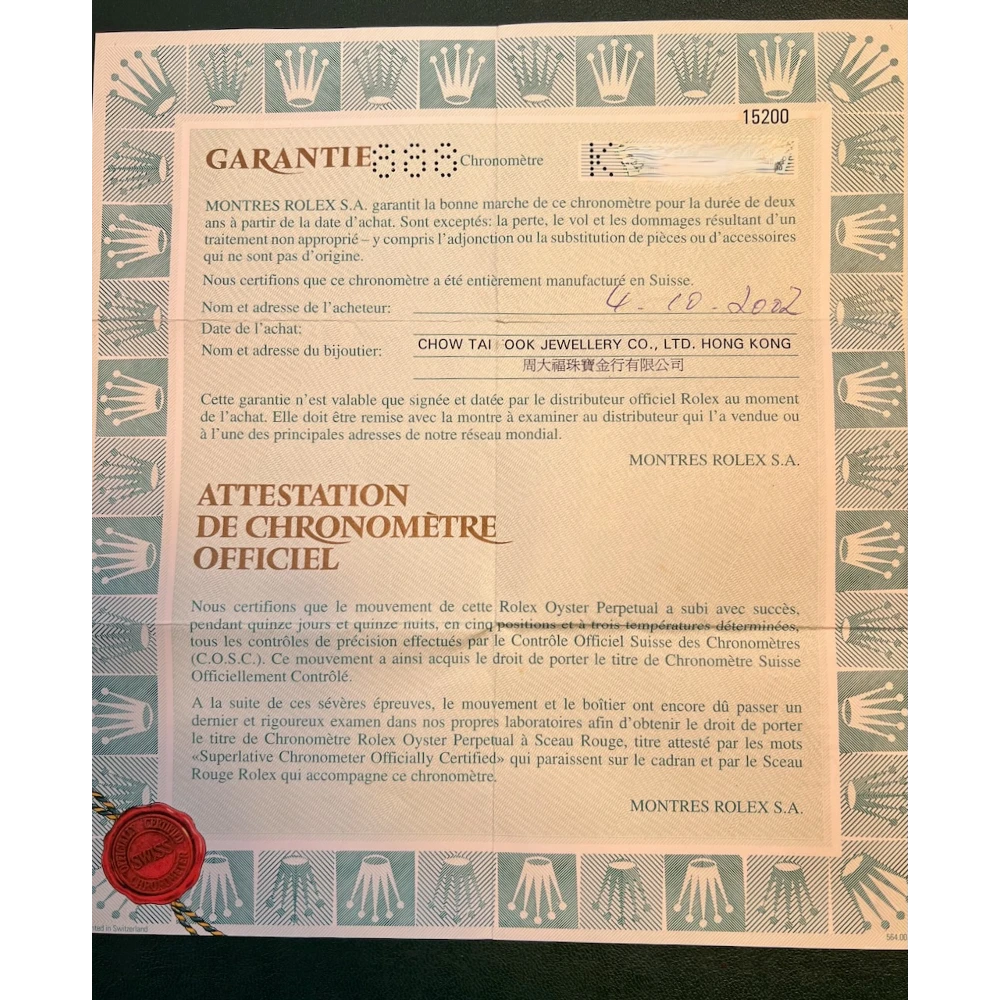 15200
GARANTIE 888 Chronomètre K
MONTRES ROLEX S.A. garantit la bonne marche de ce chronomètre pour la durée de deux
ans à partir de la date d'achat. Sont exceptés: la perte, le vol et les dommages résultant d'un
traitement non approprié – y compris l'adjonction ou la substitution de pièces ou d'accessoires
qui ne sont pas d'origine.
Nous certifions que ce chronomètre a été entièrement manufacturé en Suisse.
4 - 10 - 2002
Nom et adresse de l'acheteur:
Date de l'achat:
Nom et adresse du bijoutier: CHOW TAI OOK JEWELLERY CO., LTD. HONG KONG
周大福珠寶金行有限公司
Cette garantie n'est valable que signée et datée par le distributeur officiel Rolex au moment
de l'achat. Elle doit être remise avec la montre à examiner au distributeur qui l'a vendue ou
à l'une des principales adresses de notre réseau mondial.
MONTRES ROLEX S.A.
ATTESTATION
DE CHRONOMÈTRE
OFFICIEL
Nous certifions que le mouvement de cette Rolex Oyster Perpetual a subi avec succès,
pendant quinze jours et quinze nuits, en cinq positions et à trois températures déterminées,
tous les contrôles de précision effectués par le Contrôle Officiel Suisse des Chronomètres
(C.O.S.C.). Ce mouvement a ainsi acquis le droit de porter le titre de Chronomètre Suisse
Officiellement Contrôlé.
A la suite de ces sévères épreuves, le mouvement et le boîtier ont encore dû passer un
dernier et rigoureux examen dans nos propres laboratoires afin d'obtenir le droit de porter
le titre de Chronomètre Rolex Oyster Perpetual à Sceau Rouge, titre attesté par les mots
«Superlative Chronometer Officially Certified» qui paraissent sur le cadran et par le Sceau
Rouge Rolex qui accompagne ce chronomètre.
MONTRES ROLEX S.A.
OFFICIALLY CERTIFIED
SWISS
CHRONOMETER
ted in Switzerland
564.00